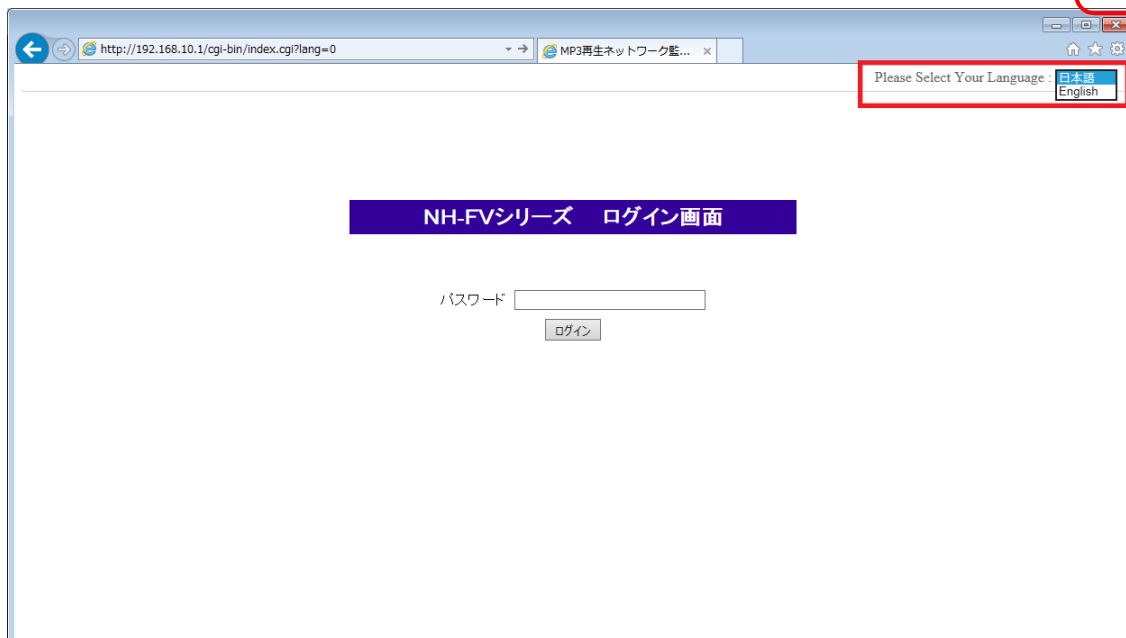 http://192.168.10.1/cgi-bin/index.cgi?lang=0
MP3再生ネットワーク監...
Please Select Your Language : 日本語
English
NH-FVシリーズ ログイン画面
パスワード
ログイン